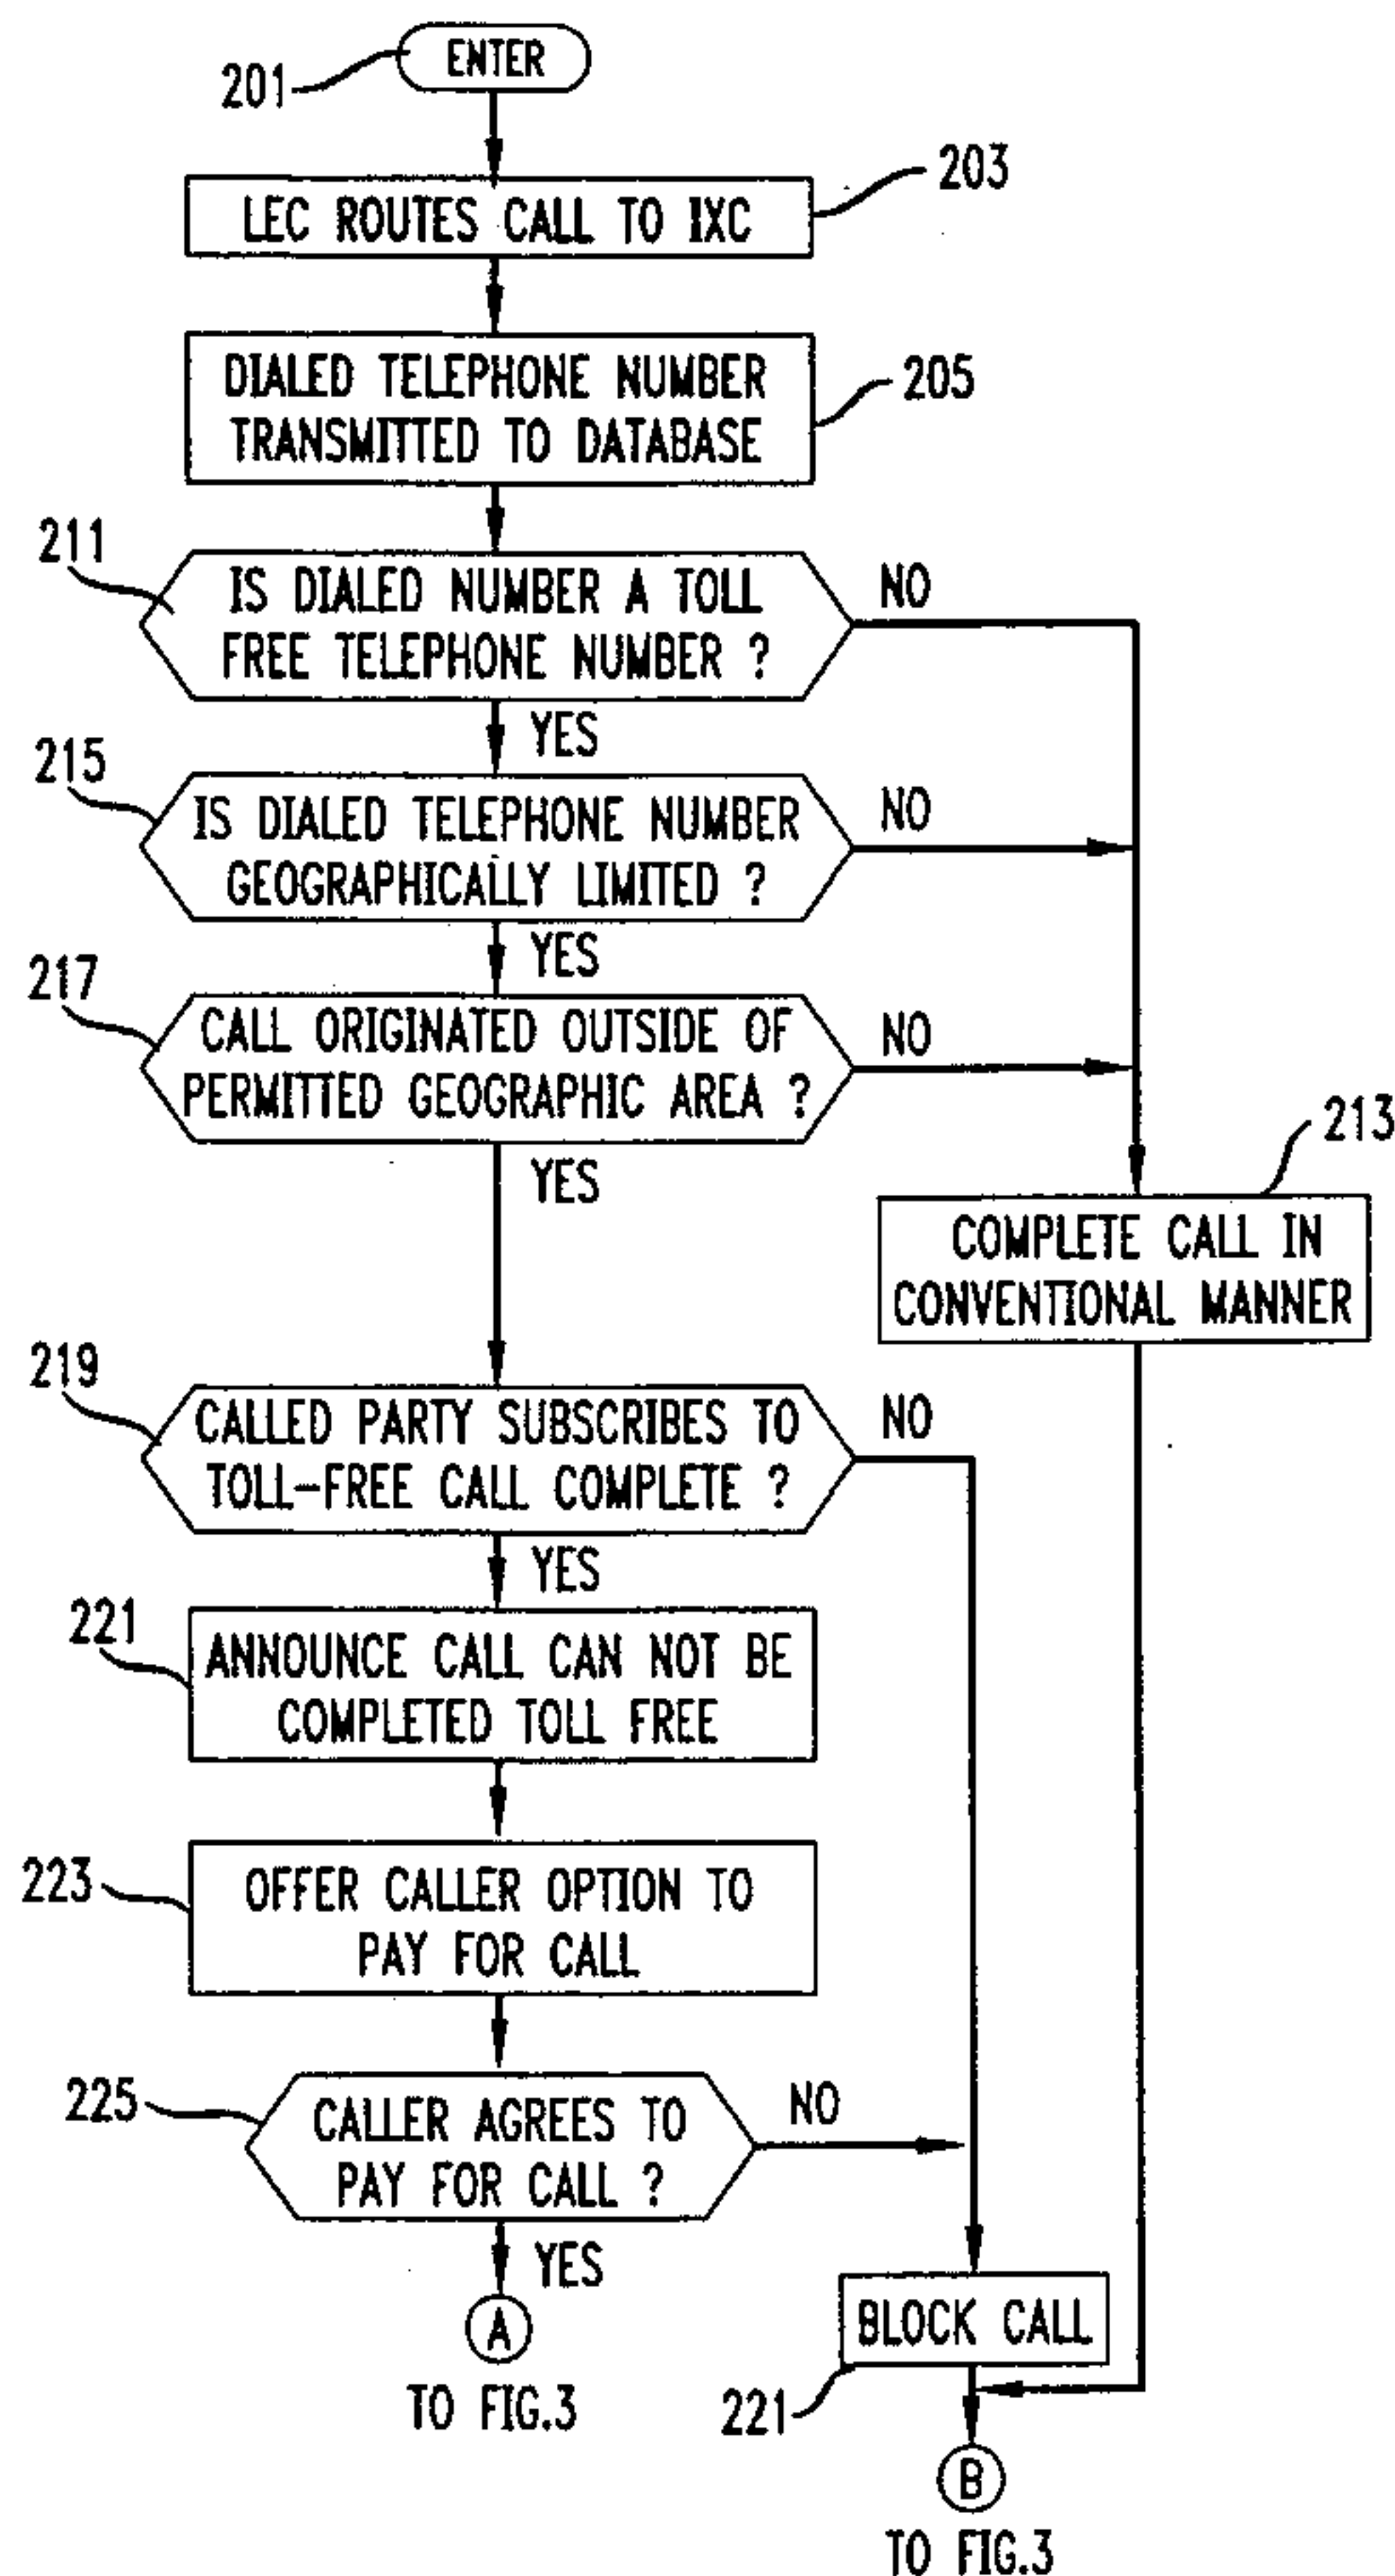 ENTER
201
203
LEC ROUTES CALL TO IXC
DIALED TELEPHONE NUMBER
TRANSMITTED TO DATABASE
205
211
IS DIALED NUMBER A TOLL
FREE TELEPHONE NUMBER ?
NO
YES
215
IS DIALED TELEPHONE NUMBER
GEOGRAPHICALLY LIMITED ?
NO
YES
217
CALL ORIGINATED OUTSIDE OF
PERMITTED GEOGRAPHIC AREA ?
NO
YES
213
COMPLETE CALL IN
CONVENTIONAL MANNER
219
CALLED PARTY SUBSCRIBES TO
TOLL-FREE CALL COMPLETE ?
NO
YES
221
ANNOUNCE CALL CAN NOT BE
COMPLETED TOLL FREE
223
OFFER CALLER OPTION TO
PAY FOR CALL
225
CALLER AGREES TO
PAY FOR CALL ?
NO
YES
A
TO FIG.3
BLOCK CALL
221
B
TO FIG.3